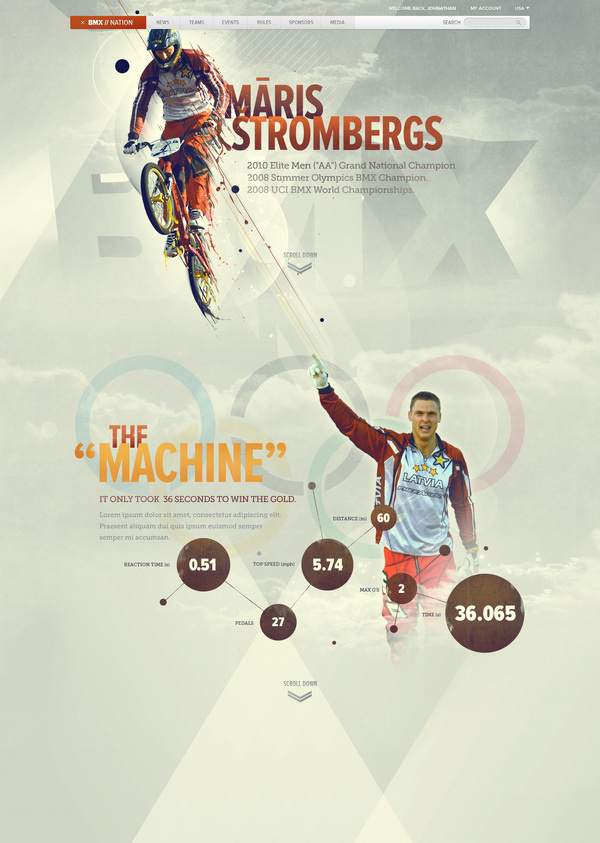 WELCOME BACK, JOHNATHAN MY ACCOUNT USA
× BMX // NATION NEWS TEAMS EVENTS RULES SPONSORS MEDIA SEARCH
MĀRIS
STROMBERGS
2010 Elite Men ("AA") Grand National Champion
2008 Summer Olympics BMX Champion.
2008 UCI BMX World Championships.
BMX
SCROLL DOWN
THE
“MACHINE”
IT ONLY TOOK 36 SECONDS TO WIN THE GOLD.
Lorem ipsum dolor sit amet, consectetur adipiscing elit.
Praesent aliquam dui quis ipsum euismod semper
semper mi accumsan.
LATVIA
LATVIA
DISTANCE (m) 60
REACTION TIME (s) 0.51
TOP SPEED (mph) 5.74
MAX G'S 2
TIME (s) 36.065
PEDALS 27
SCROLL DOWN